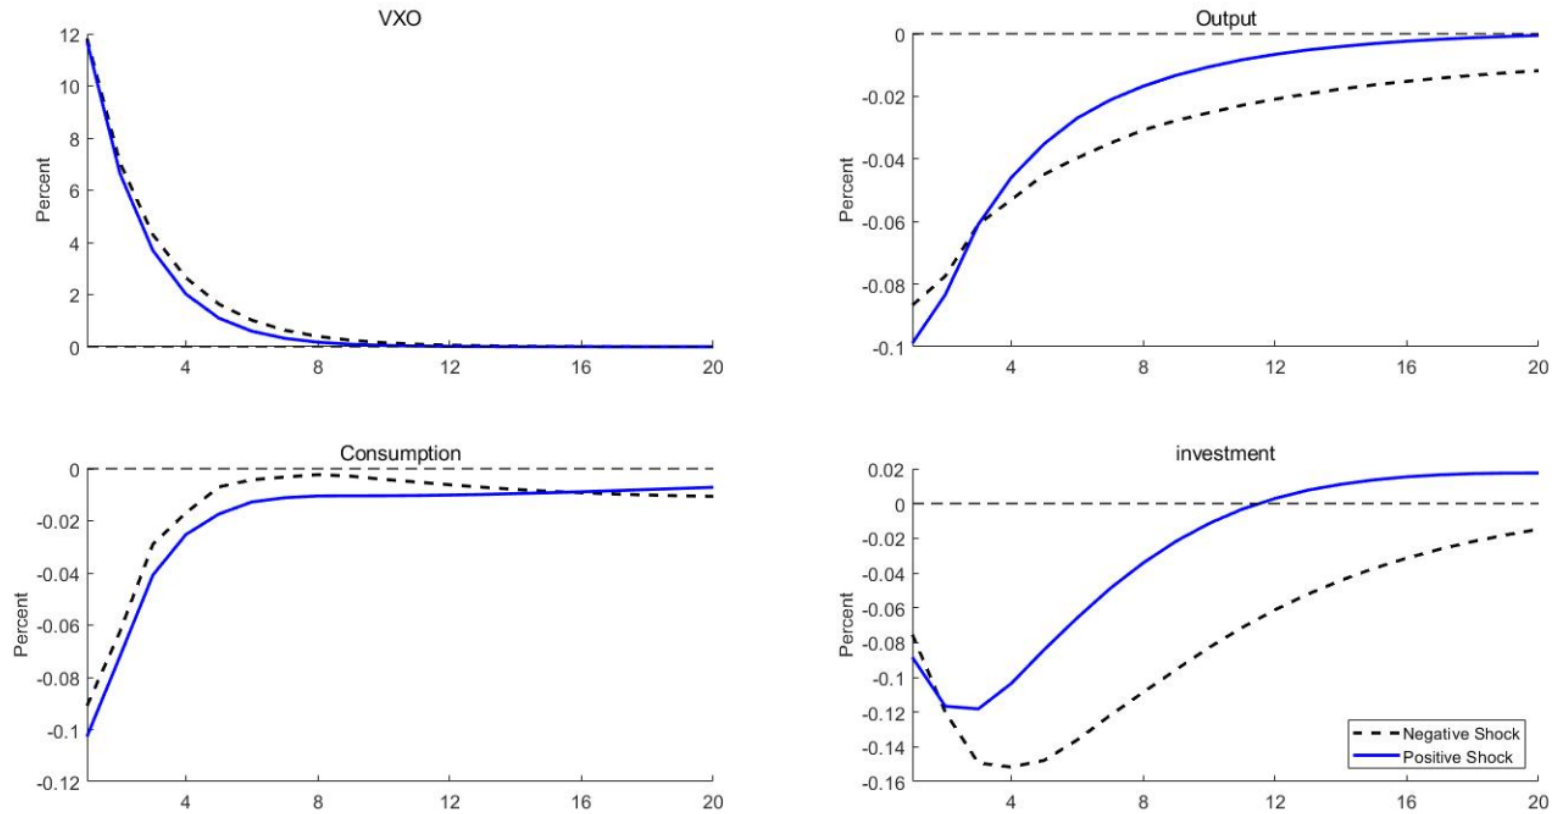 VXO
Percent
12
10
8
6
4
2
0
4 8 12 16 20
Output
Percent
0
-0.02
-0.04
-0.06
-0.08
-0.1
4 8 12 16 20
Consumption
Percent
0
-0.02
-0.04
-0.06
-0.08
-0.1
-0.12
4 8 12 16 20
investment
Percent
0.02
0
-0.02
-0.04
-0.06
-0.08
-0.1
-0.12
-0.14
-0.16
4 8 12 16 20
Negative Shock
Positive Shock